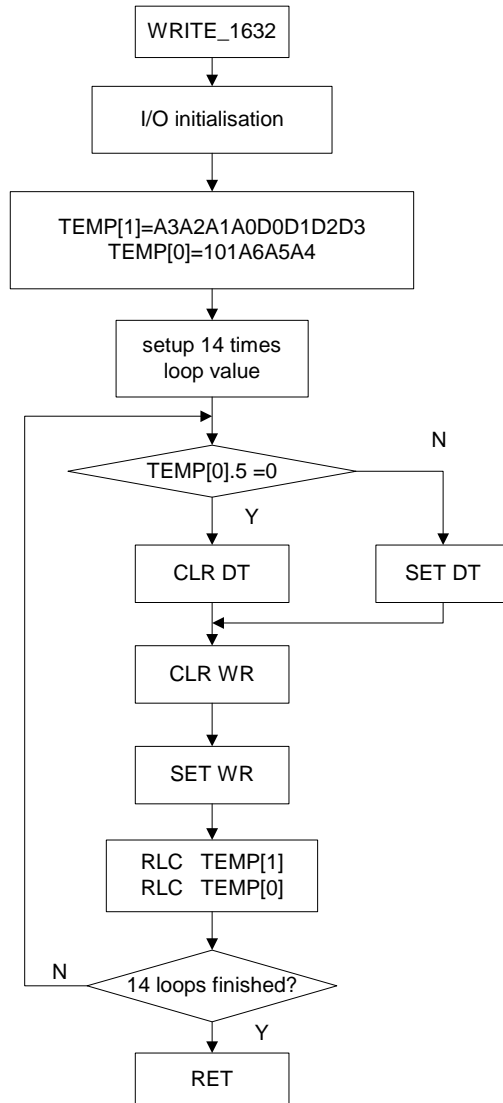 WRITE_1632
I/O initialisation
TEMP[1]=A3A2A1A0D0D1D2D3
TEMP[0]=101A6A5A4
setup 14 times
loop value
N
TEMP[0].5 =0
Y
CLR DT
SET DT
CLR WR
SET WR
RLC TEMP[1]
RLC TEMP[0]
N
14 loops finished?
Y
RET